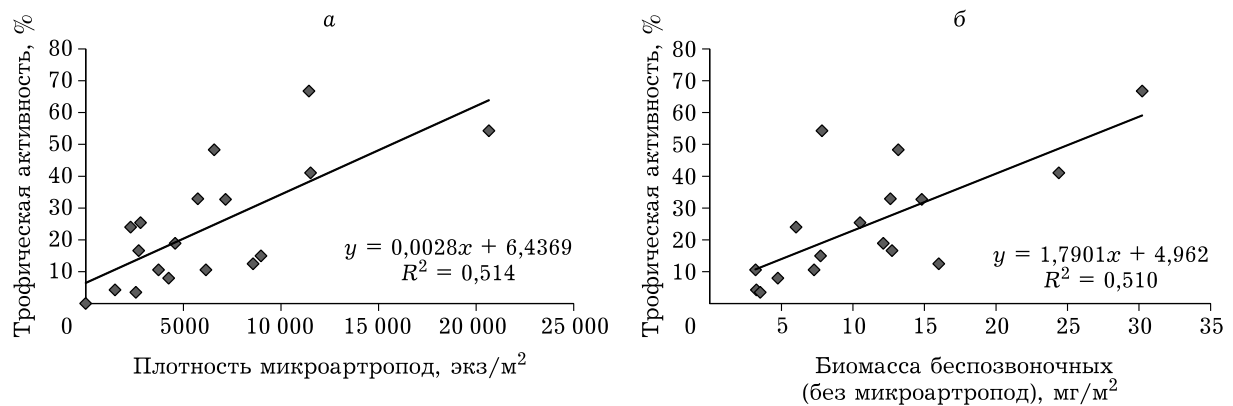 а
Трофическая активность, %
80
70
60
50
40
30
20
10
0
5000
10 000
15 000
20 000
25 000
y = 0,0028x + 6,4369
R² = 0,514
Плотность микроартропод, экз/м²
б
Трофическая активность, %
80
70
60
50
40
30
20
10
0
5
10
15
20
25
30
35
y = 1,7901x + 4,962
R² = 0,510
Биомасса беспозвоночных
(без микроартропод), мг/м²